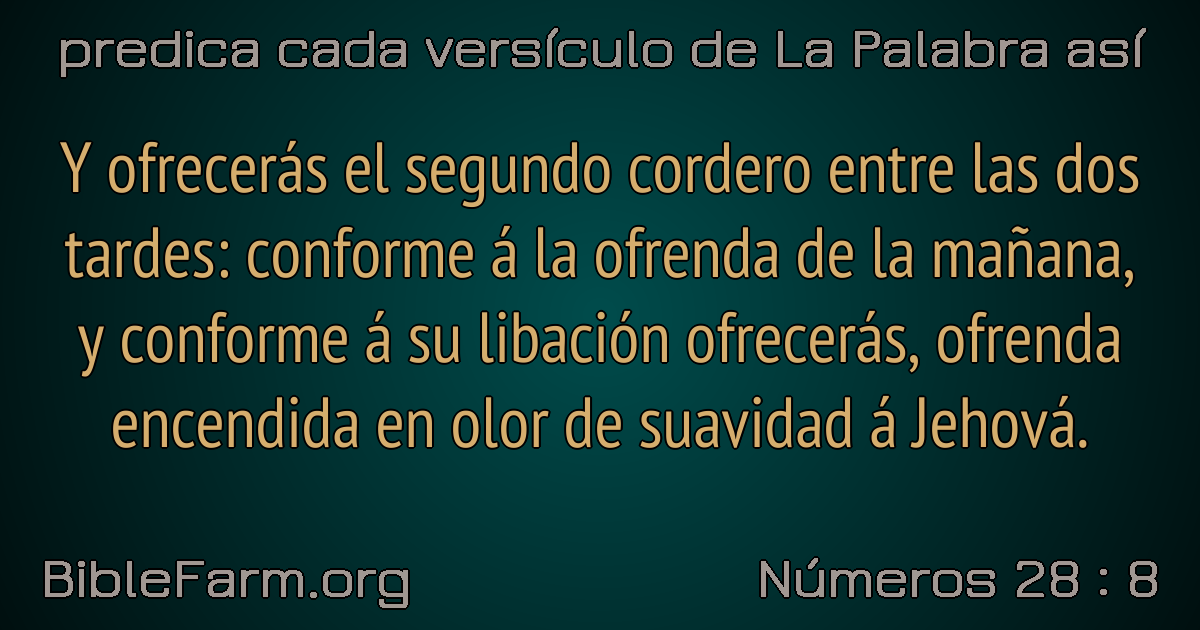 predica cada versículo de La Palabra así
Y ofrecerás el segundo cordero entre las dos
tardes: conforme á la ofrenda de la mañana,
y conforme á su libación ofrecerás, ofrenda
encendida en olor de suavidad á Jehová.
BibleFarm.org
Números 28 : 8